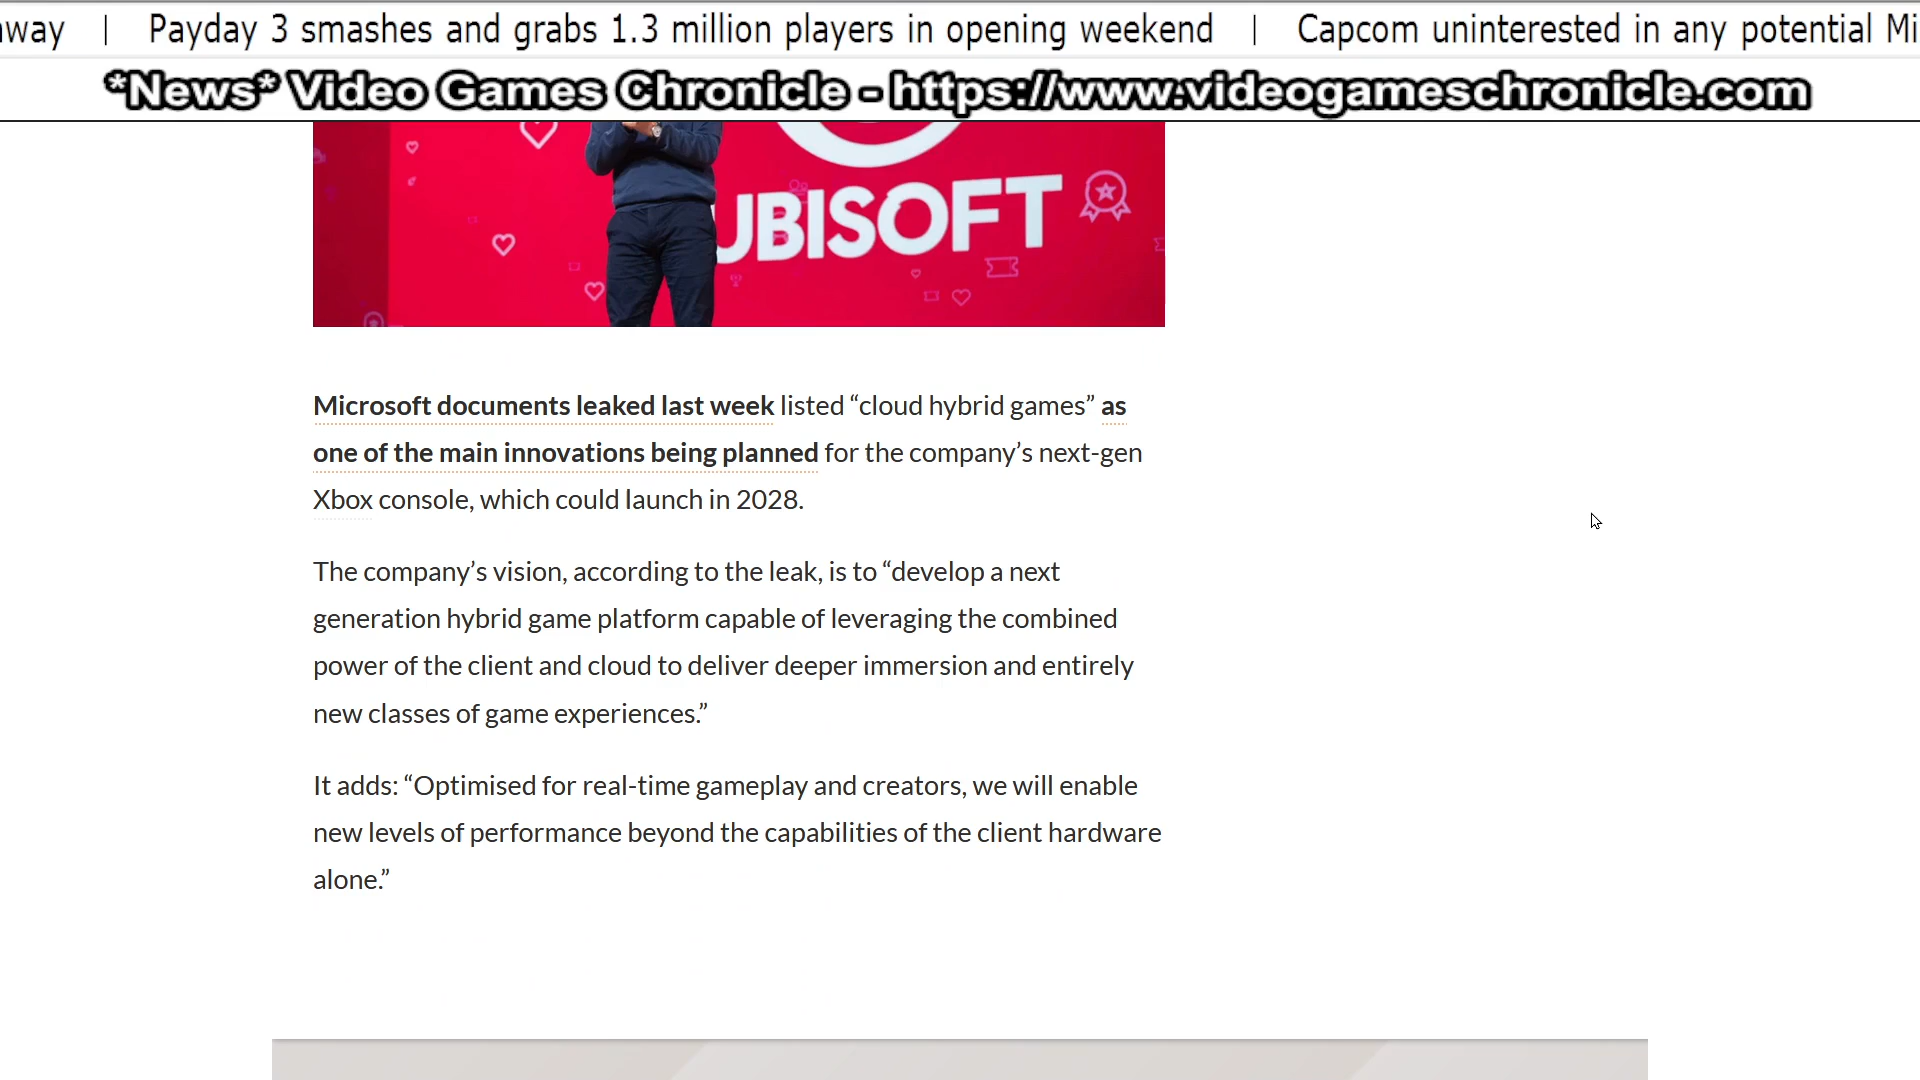 way | Payday 3 smashes and grabs 1.3 million players in opening weekend | Capcom uninterested in any potential Mi
*News* Video Games Chronicle - https://www.videogameschronicle.com
UBISOFT
Microsoft documents leaked last week listed “cloud hybrid games” as
one of the main innovations being planned for the company’s next-gen
Xbox console, which could launch in 2028.
The company’s vision, according to the leak, is to “develop a next
generation hybrid game platform capable of leveraging the combined
power of the client and cloud to deliver deeper immersion and entirely
new classes of game experiences.”
It adds: “Optimised for real-time gameplay and creators, we will enable
new levels of performance beyond the capabilities of the client hardware
alone.”